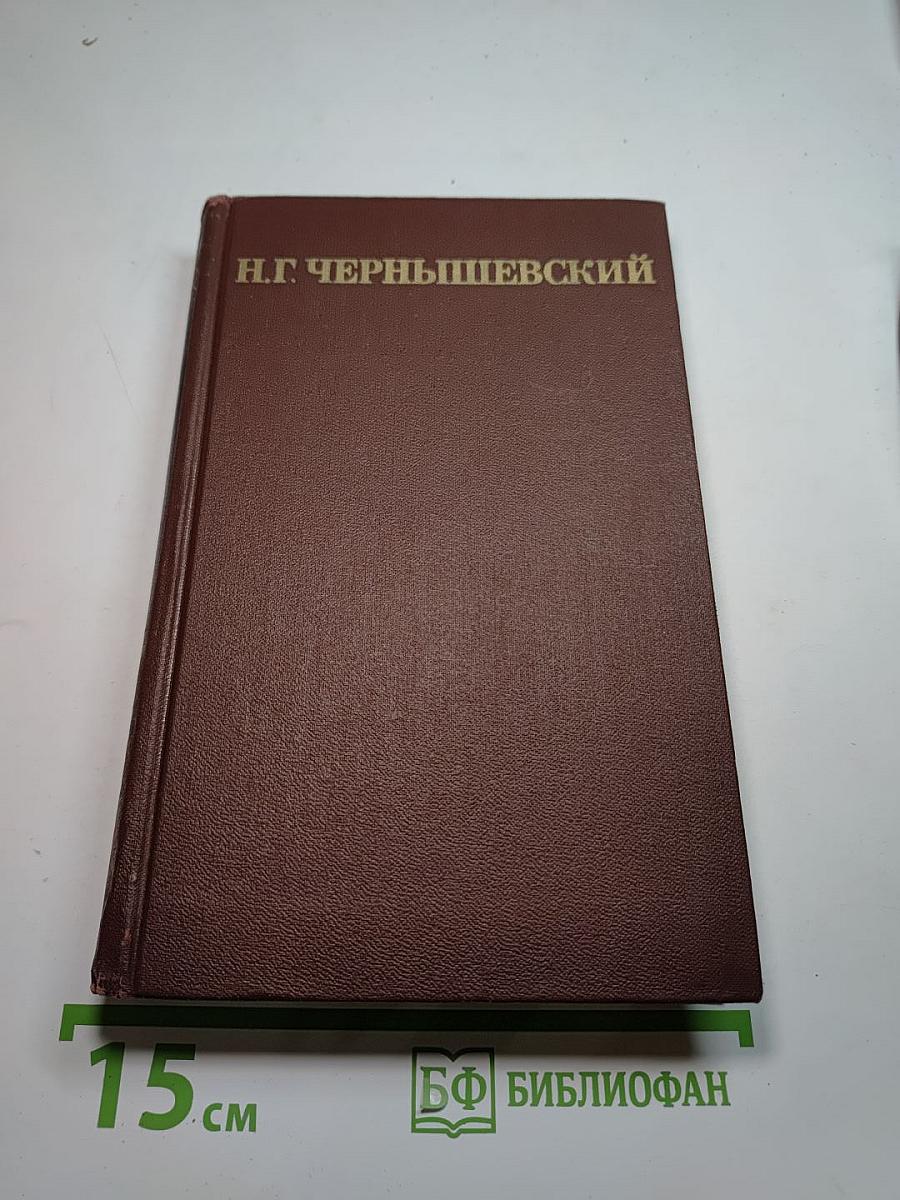 Н.Г. ЧЕРНЫШЕВСКИЙ
15 см
БФ БИБЛИОФАН